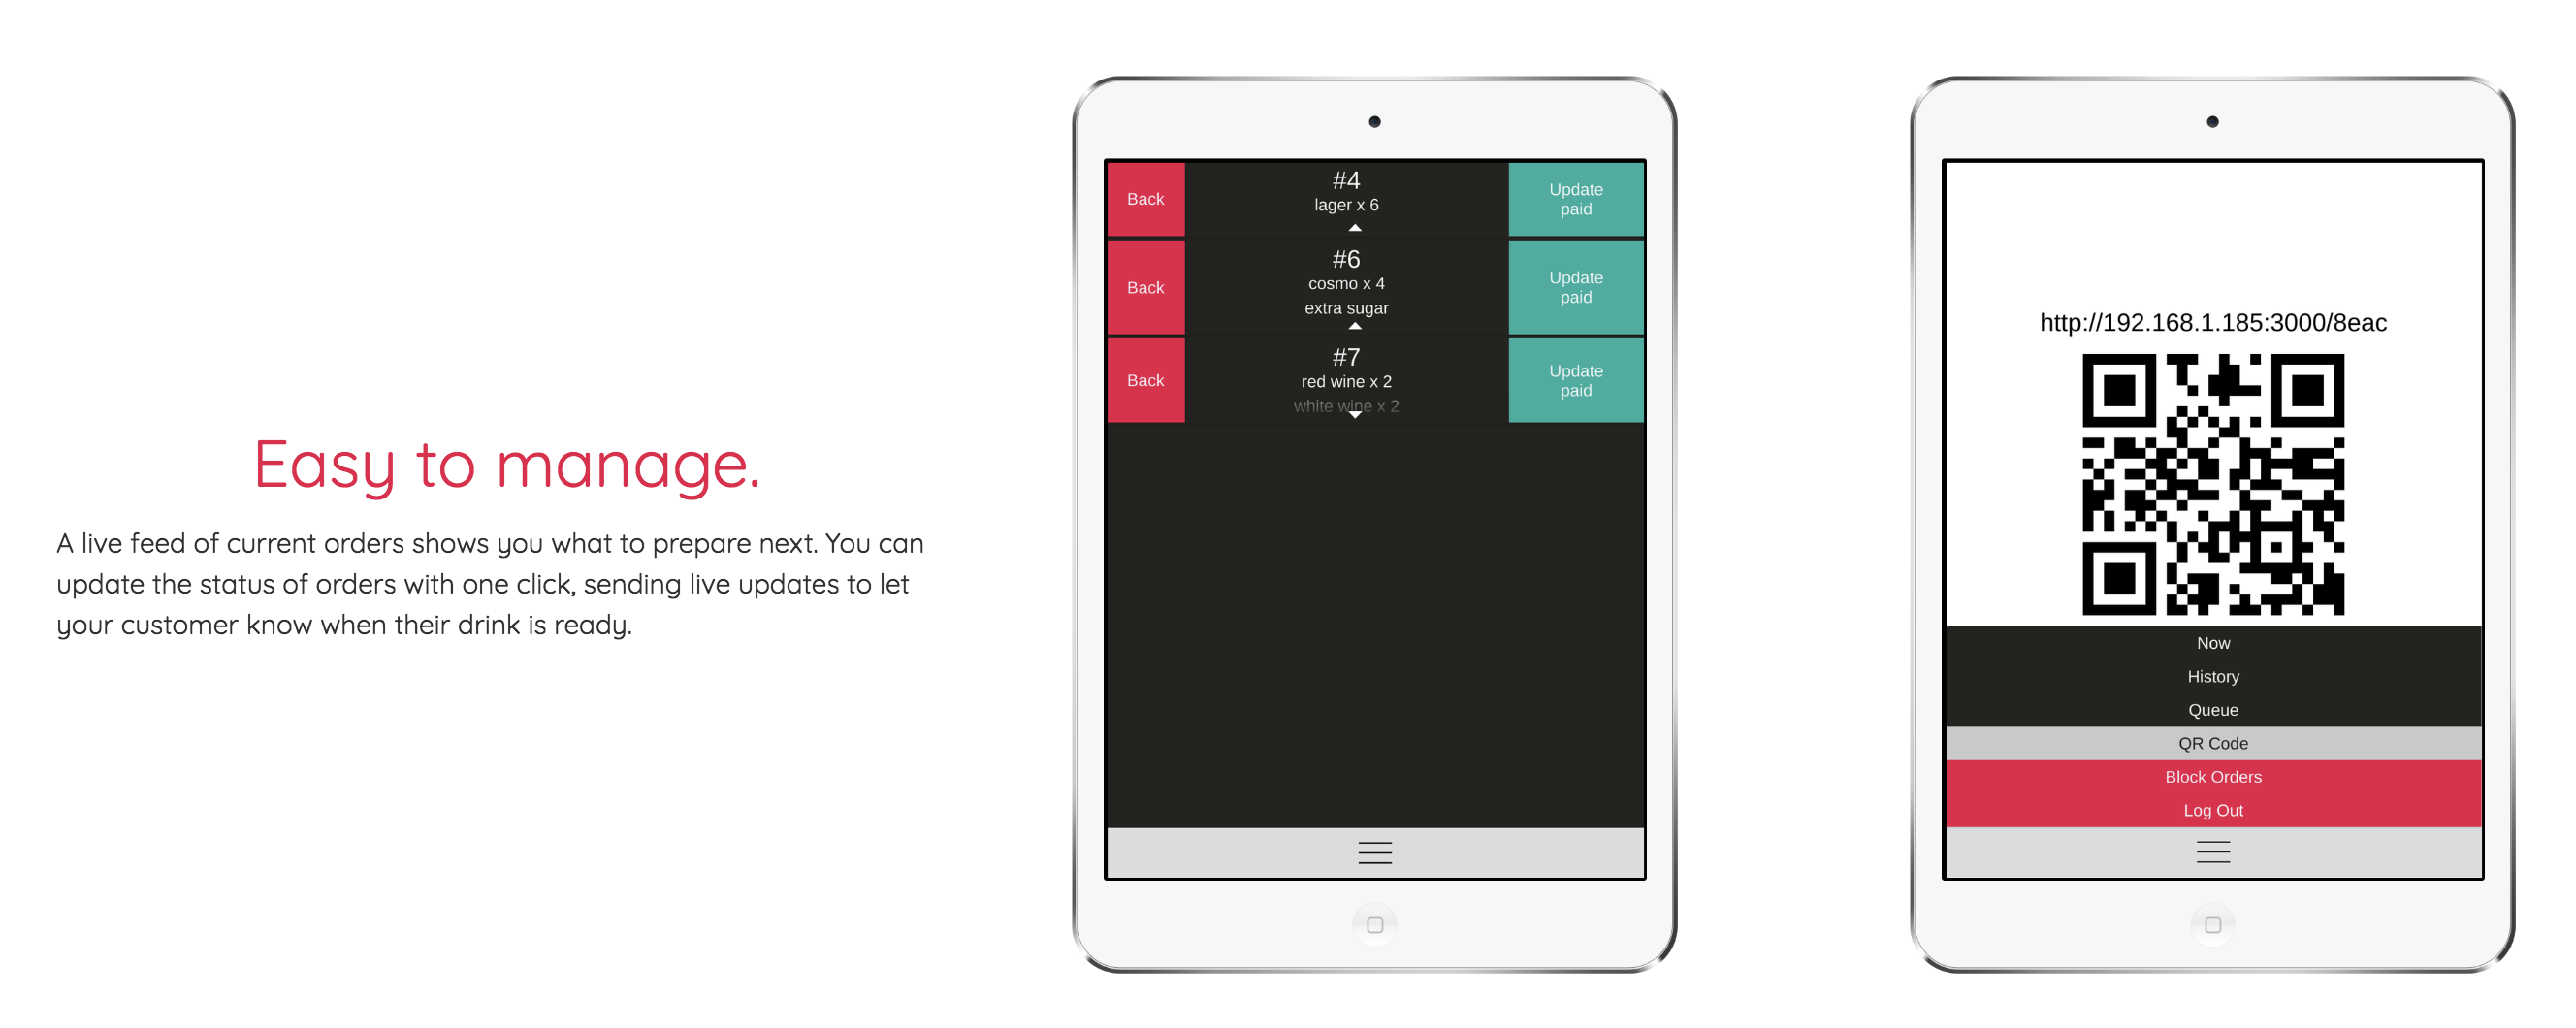 Easy to manage.
A live feed of current orders shows you what to prepare next. You can
update the status of orders with one click, sending live updates to let
your customer know when their drink is ready.
Back
#4
lager x 6
Update
paid
Back
#6
cosmo x 4
extra sugar
Update
paid
Back
#7
red wine x 2
white wine x 2
Update
paid
http://192.168.1.185:3000/8eac
Now
History
Queue
QR Code
Block Orders
Log Out